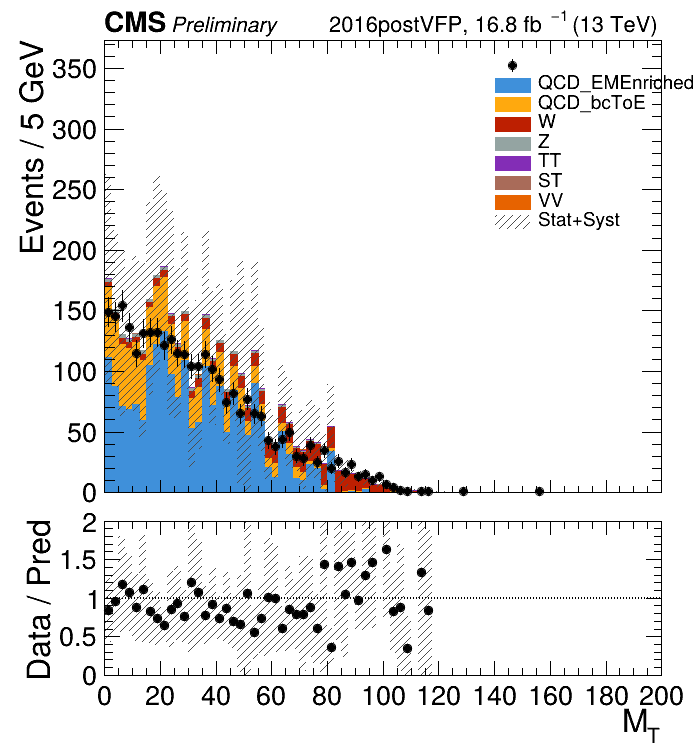 CMS Preliminary 2016postVFP, 16.8 fb⁻¹ (13 TeV)
Events / 5 GeV
350
300
250
200
150
100
50
0
QCD_EMEnriched
QCD_bcToE
W
Z
TT
ST
VV
Stat+Syst
Data / Pred
2
1.5
1
0.5
0
0 20 40 60 80 100 120 140 160 180 200
M_T